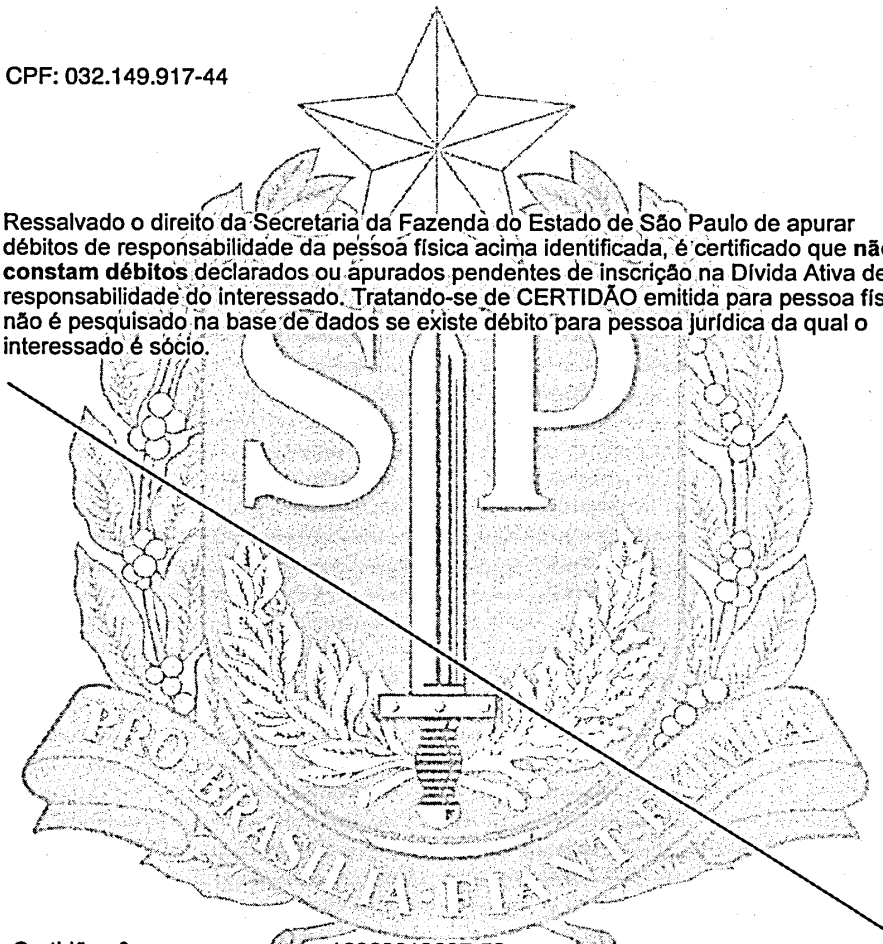 CPF: 032.149.917-44
Ressalvado o direito da Secretaria da Fazenda do Estado de São Paulo de apurar
débitos de responsabilidade da pessoa física acima identificada, é certificado que nã
constam débitos declarados ou apurados pendentes de inscrição na Dívida Ativa de
responsabilidade do interessado. Tratando-se de CERTIDÃO emitida para pessoa fís
não é pesquisado na base de dados se existe débito para pessoa jurídica da qual o
interessado é sócio.
SP
PRO BRASILIA FIANT EXIMIA